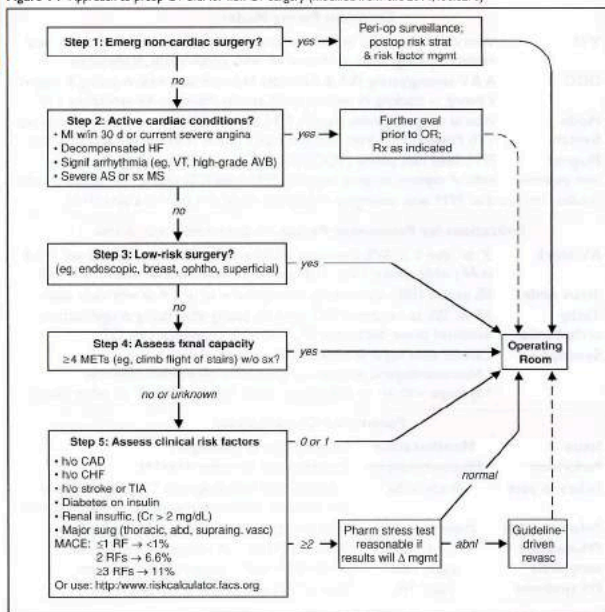 Step 1: Emerg non-cardiac surgery?
yes
Peri-op surveillance;
postop risk strat
& risk factor mgmt
no
Step 2: Active cardiac conditions?
• MI w/in 30 d or current severe angina
• Decompensated HF
• Signif arrhythmia (eg, VT, high-grade AVB)
• Severe AS or sx MS
yes
Further eval
prior to OR;
Rx as indicated
no
Step 3: Low-risk surgery?
(eg, endoscopic, breast, ophtho, superficial)
yes
no
Step 4: Assess fxnal capacity
≥4 METs (eg, climb flight of stairs) w/o sx?
yes
Operating
Room
no or unknown
Step 5: Assess clinical risk factors
• h/o CAD
• h/o CHF
• h/o stroke or TIA
• Diabetes on insulin
• Renal insuffic. (Cr > 2 mg/dL)
• Major surg (thoracic, abd, supraing. vasc)
MACE: ≤1 RF → <1%
2 RFs → 6.6%
≥3 RFs → 11%
Or use: http:/www.riskcalculator.facs.org
0 or 1
≥2
Pharm stress test
reasonable if
results will Δ mgmt
normal
abnl
Guideline-
driven
revasc